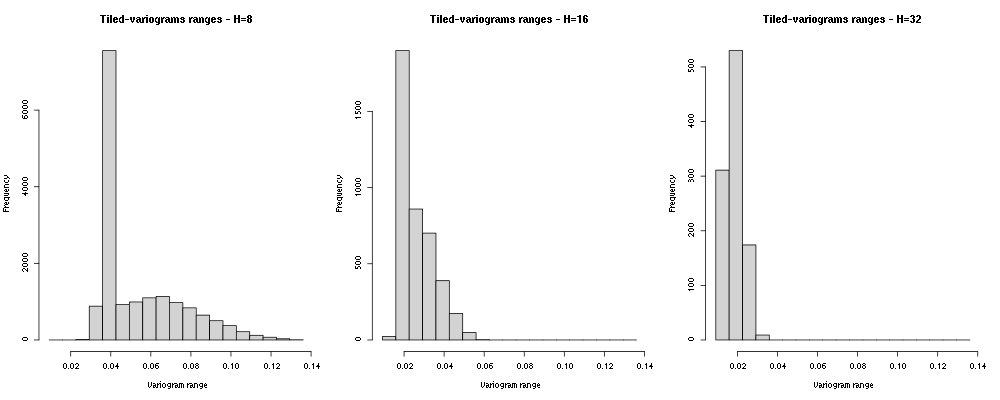 Tiled-variograms ranges - H=8
Frequency
0
2000
4000
6000
0.02 0.04 0.06 0.08 0.10 0.12 0.14
Variogram range
Tiled-variograms ranges - H=16
Frequency
0
500
1000
1500
0.02 0.04 0.06 0.08 0.10 0.12 0.14
Variogram range
Tiled-variograms ranges - H=32
Frequency
0
100
200
300
400
500
0.02 0.04 0.06 0.08 0.10 0.12 0.14
Variogram range